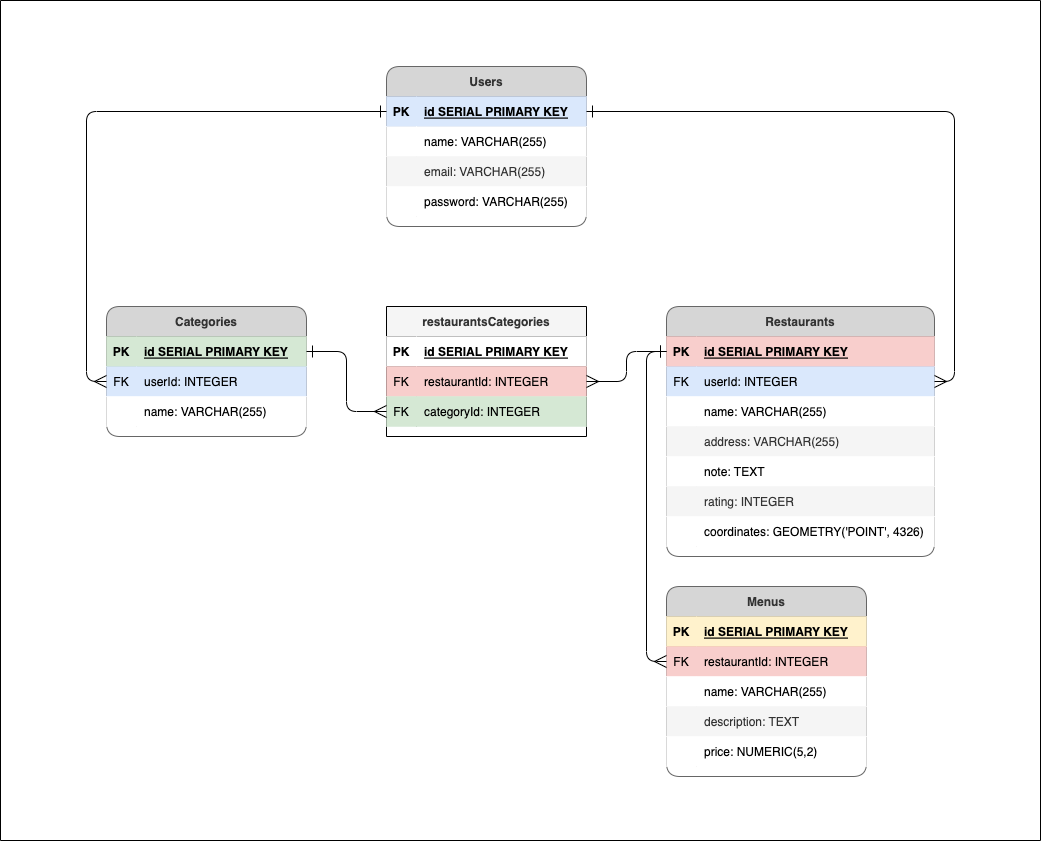 Users
PK id SERIAL PRIMARY KEY
name: VARCHAR(255)
email: VARCHAR(255)
password: VARCHAR(255)
Categories
PK id SERIAL PRIMARY KEY
FK userId: INTEGER
name: VARCHAR(255)
restaurantsCategories
PK id SERIAL PRIMARY KEY
FK restaurantId: INTEGER
FK categoryId: INTEGER
Restaurants
PK id SERIAL PRIMARY KEY
FK userId: INTEGER
name: VARCHAR(255)
address: VARCHAR(255)
note: TEXT
rating: INTEGER
coordinates: GEOMETRY('POINT', 4326)
Menus
PK id SERIAL PRIMARY KEY
FK restaurantId: INTEGER
name: VARCHAR(255)
description: TEXT
price: NUMERIC(5,2)